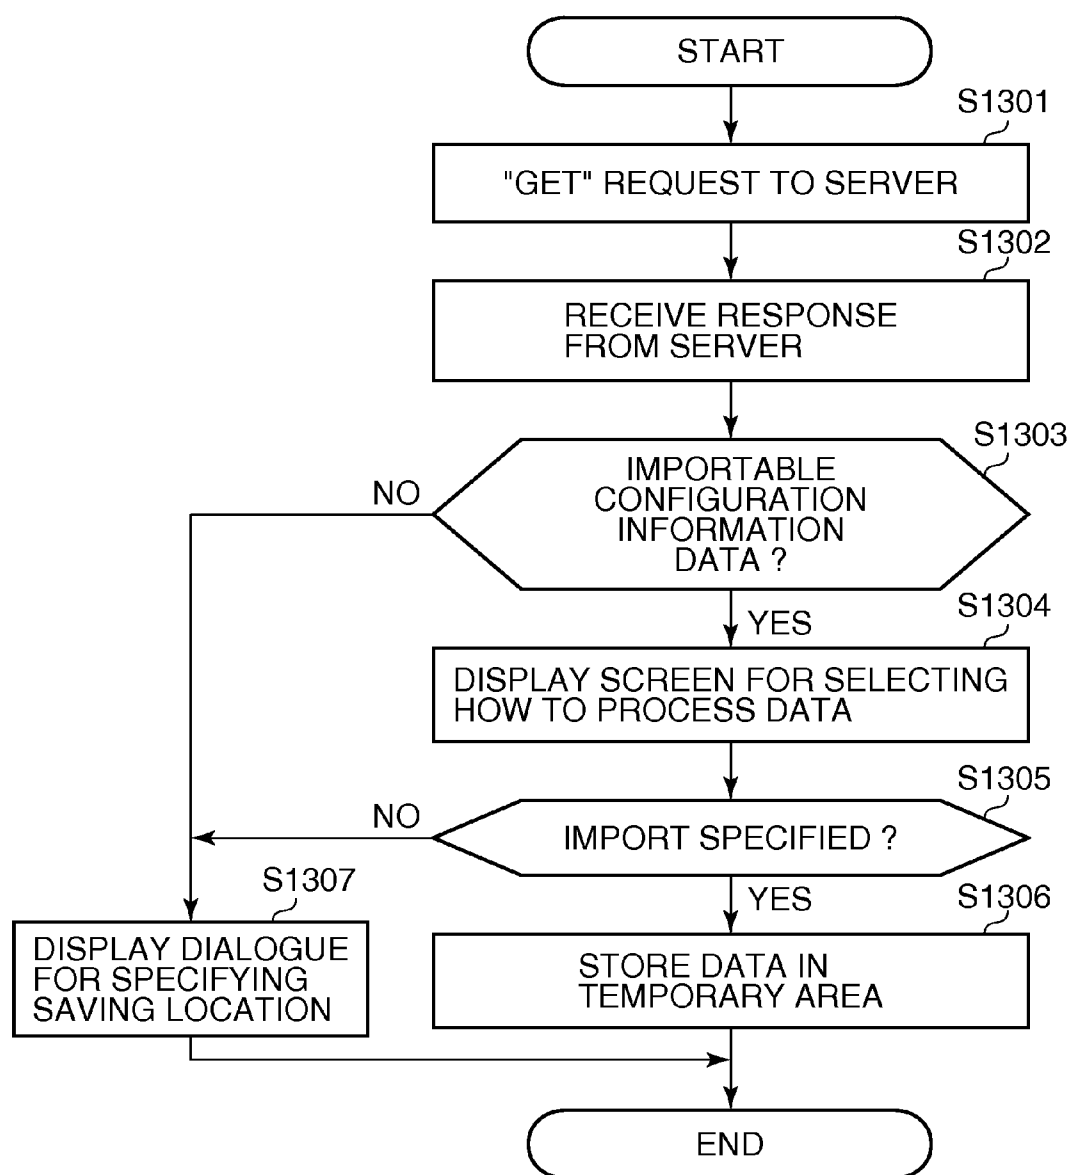 START
S1301
"GET" REQUEST TO SERVER
S1302
RECEIVE RESPONSE
FROM SERVER
S1303
IMPORTABLE
CONFIGURATION
INFORMATION
DATA ?
NO
YES
S1304
DISPLAY SCREEN FOR SELECTING
HOW TO PROCESS DATA
S1305
NO
IMPORT SPECIFIED ?
YES
S1306
STORE DATA IN
TEMPORARY AREA
S1307
DISPLAY DIALOGUE
FOR SPECIFYING
SAVING LOCATION
END